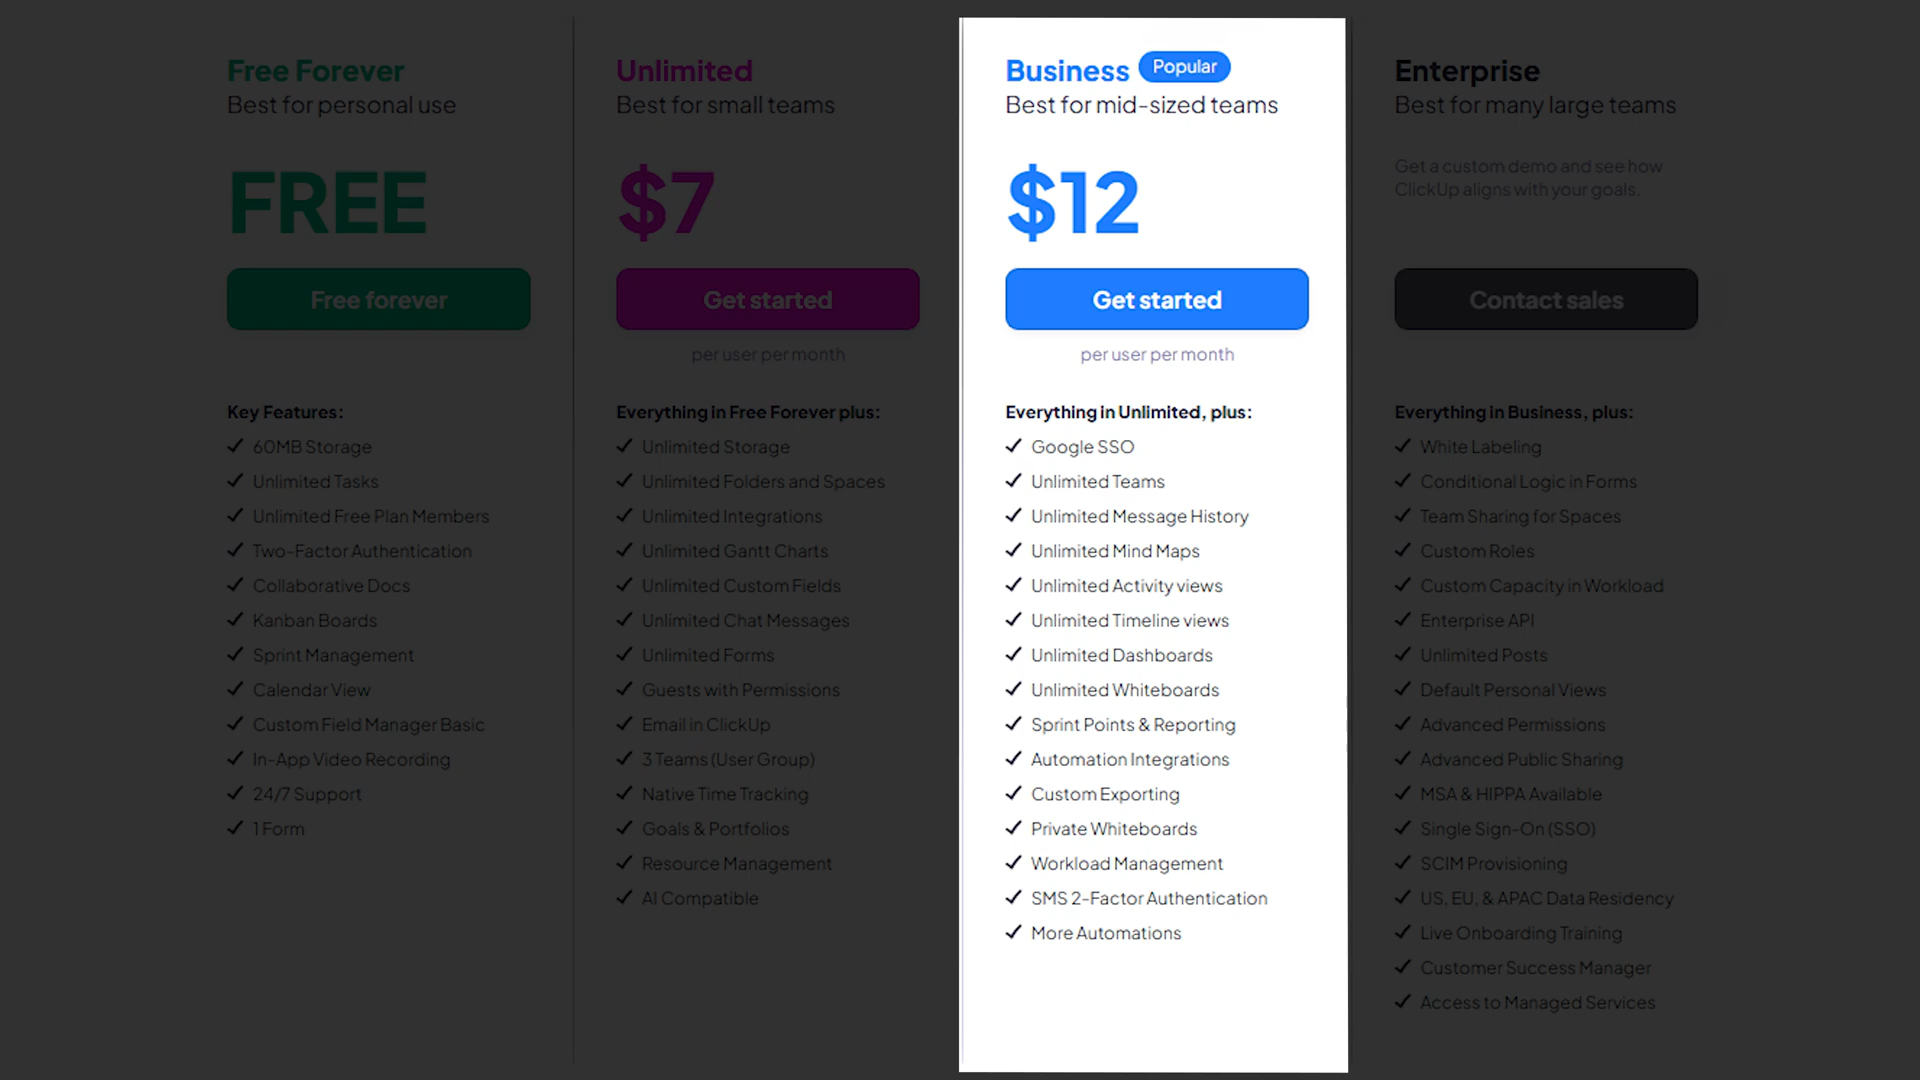 Free Forever
Best for personal use
FREE
Free forever
Key Features:
60MB Storage
Unlimited Tasks
Unlimited Free Plan Members
Two-Factor Authentication
Collaborative Docs
Kanban Boards
Sprint Management
Calendar View
Custom Field Manager Basic
In-App Video Recording
24/7 Support
1 Form
Unlimited
Best for small teams
$7
Get started
per user per month
Everything in Free Forever plus:
Unlimited Storage
Unlimited Folders and Spaces
Unlimited Integrations
Unlimited Gantt Charts
Unlimited Custom Fields
Unlimited Chat Messages
Unlimited Forms
Guests with Permissions
Email in ClickUp
3 Teams (User Group)
Native Time Tracking
Goals & Portfolios
Resource Management
AI Compatible
Business Popular
Best for mid-sized teams
$12
Get started
per user per month
Everything in Unlimited, plus:
Google SSO
Unlimited Teams
Unlimited Message History
Unlimited Mind Maps
Unlimited Activity views
Unlimited Timeline views
Unlimited Dashboards
Unlimited Whiteboards
Sprint Points & Reporting
Automation Integrations
Custom Exporting
Private Whiteboards
Workload Management
SMS 2-Factor Authentication
More Automations
Enterprise
Best for many large teams
Get a custom demo and see how
ClickUp aligns with your goals.
Contact sales
Everything in Business, plus:
White Labeling
Conditional Logic in Forms
Team Sharing for Spaces
Custom Roles
Custom Capacity in Workload
Enterprise API
Unlimited Posts
Default Personal Views
Advanced Permissions
Advanced Public Sharing
MSA & HIPPA Available
Single Sign-On (SSO)
SCIM Provisioning
US, EU, & APAC Data Residency
Live Onboarding Training
Customer Success Manager
Access to Managed Services